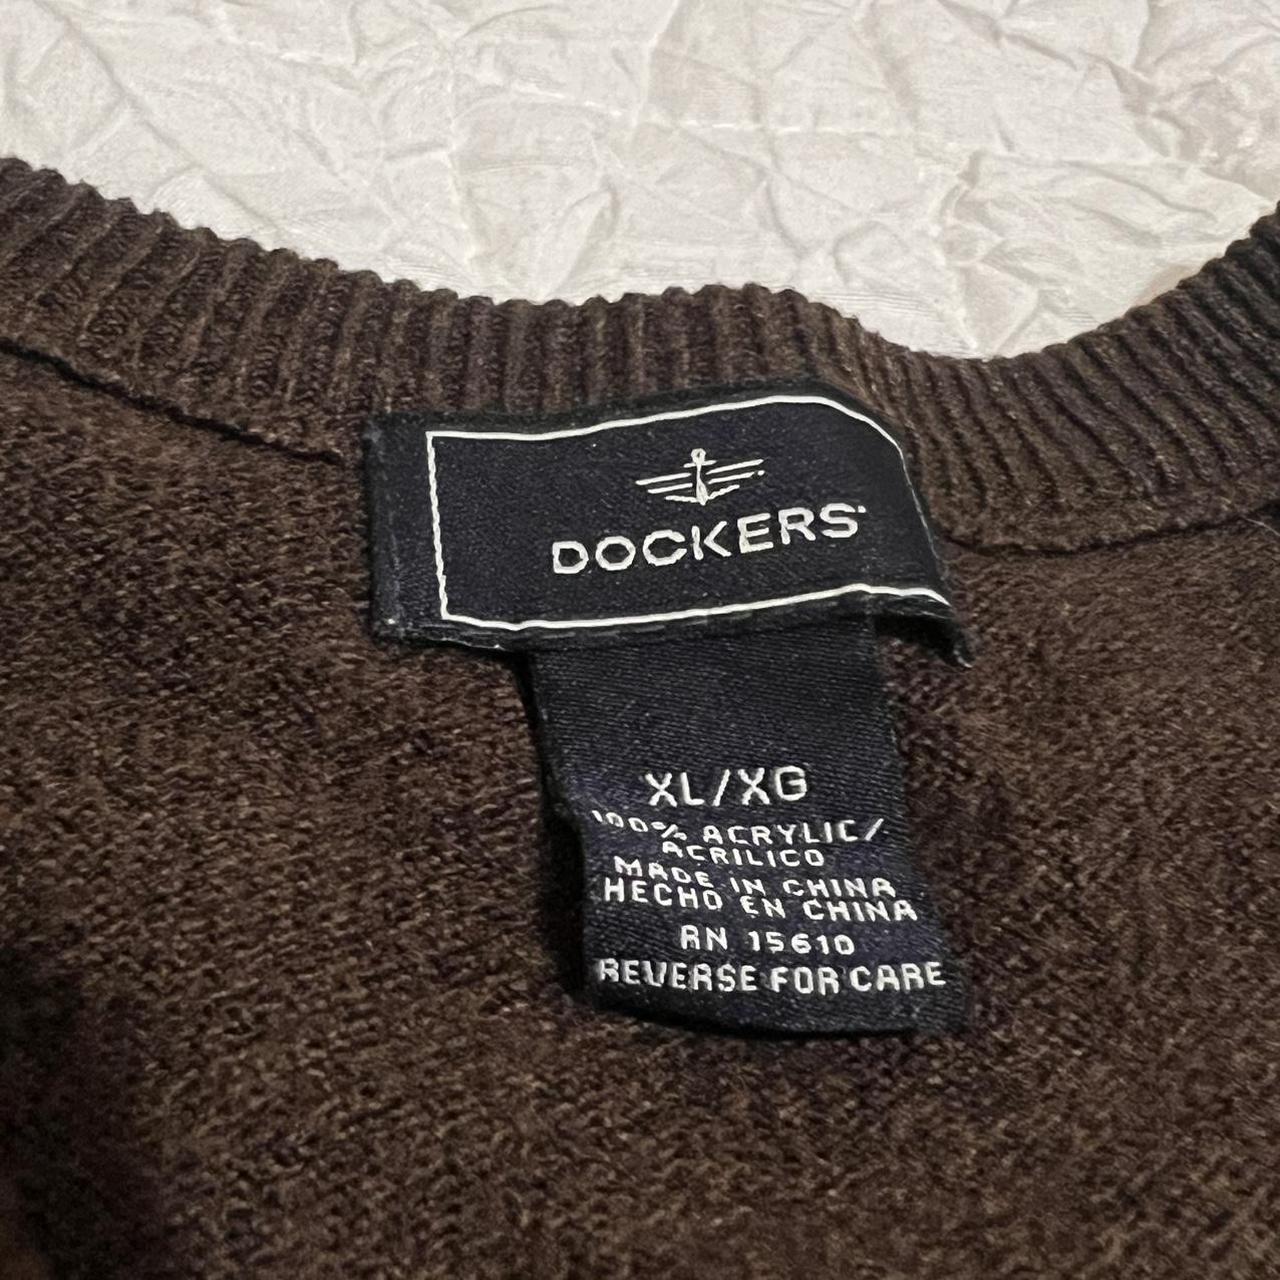 DOCKERS
XL/XG
100% ACRYLIC/
ACRILICO
MADE IN CHINA
HECHO EN CHINA
RN 15610
REVERSE FOR CARE